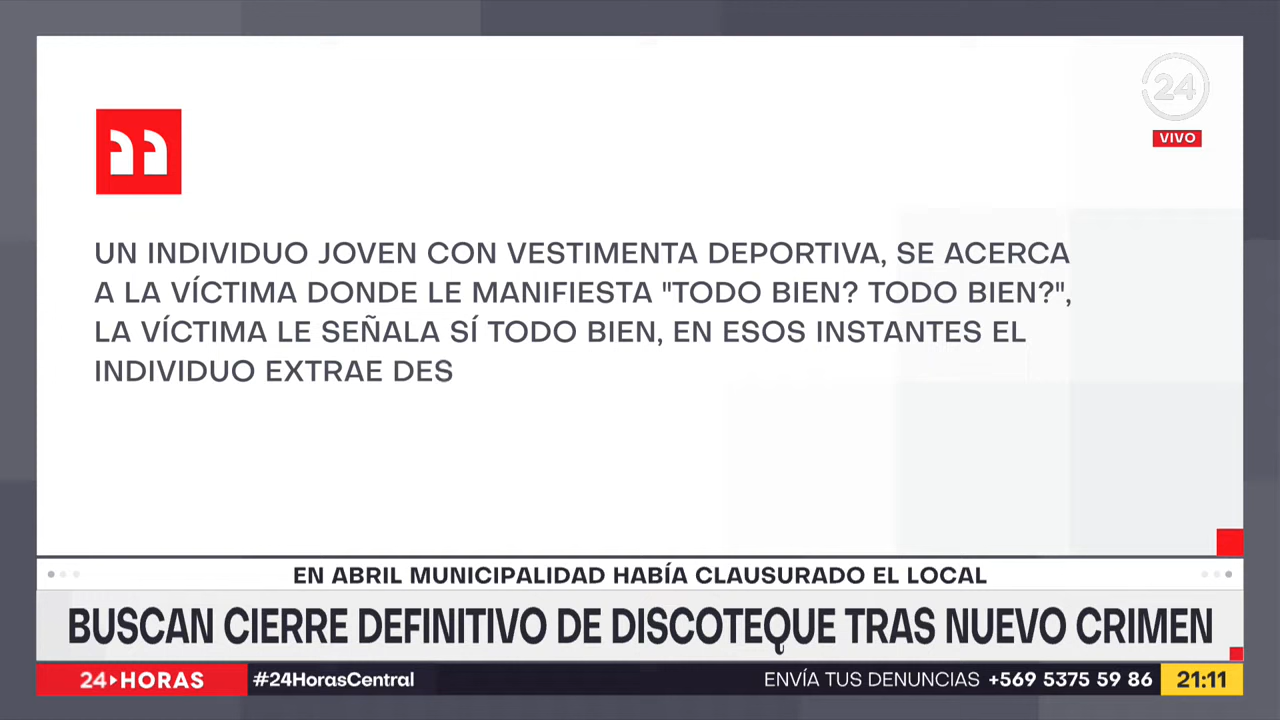 24
VIVO
UN INDIVIDUO JOVEN CON VESTIMENTA DEPORTIVA, SE ACERCA
A LA VÍCTIMA DONDE LE MANIFIESTA "TODO BIEN? TODO BIEN?",
LA VÍCTIMA LE SEÑALA SÍ TODO BIEN, EN ESOS INSTANTES EL
INDIVIDUO EXTRAE DES
EN ABRIL MUNICIPALIDAD HABÍA CLAUSURADO EL LOCAL
BUSCAN CIERRE DEFINITIVO DE DISCOTEQUE TRAS NUEVO CRIMEN
24 HORAS #24HorasCentral ENVÍA TUS DENUNCIAS +569 5375 59 86 21:11